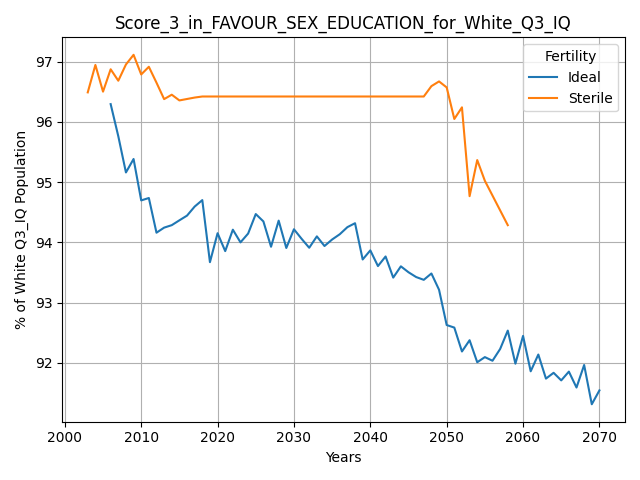 Score_3_in_FAVOUR_SEX_EDUCATION_for_White_Q3_IQ
% of White Q3_IQ Population
97
96
95
94
93
92
Fertility
Ideal
Sterile
2000 2010 2020 2030 2040 2050 2060 2070
Years